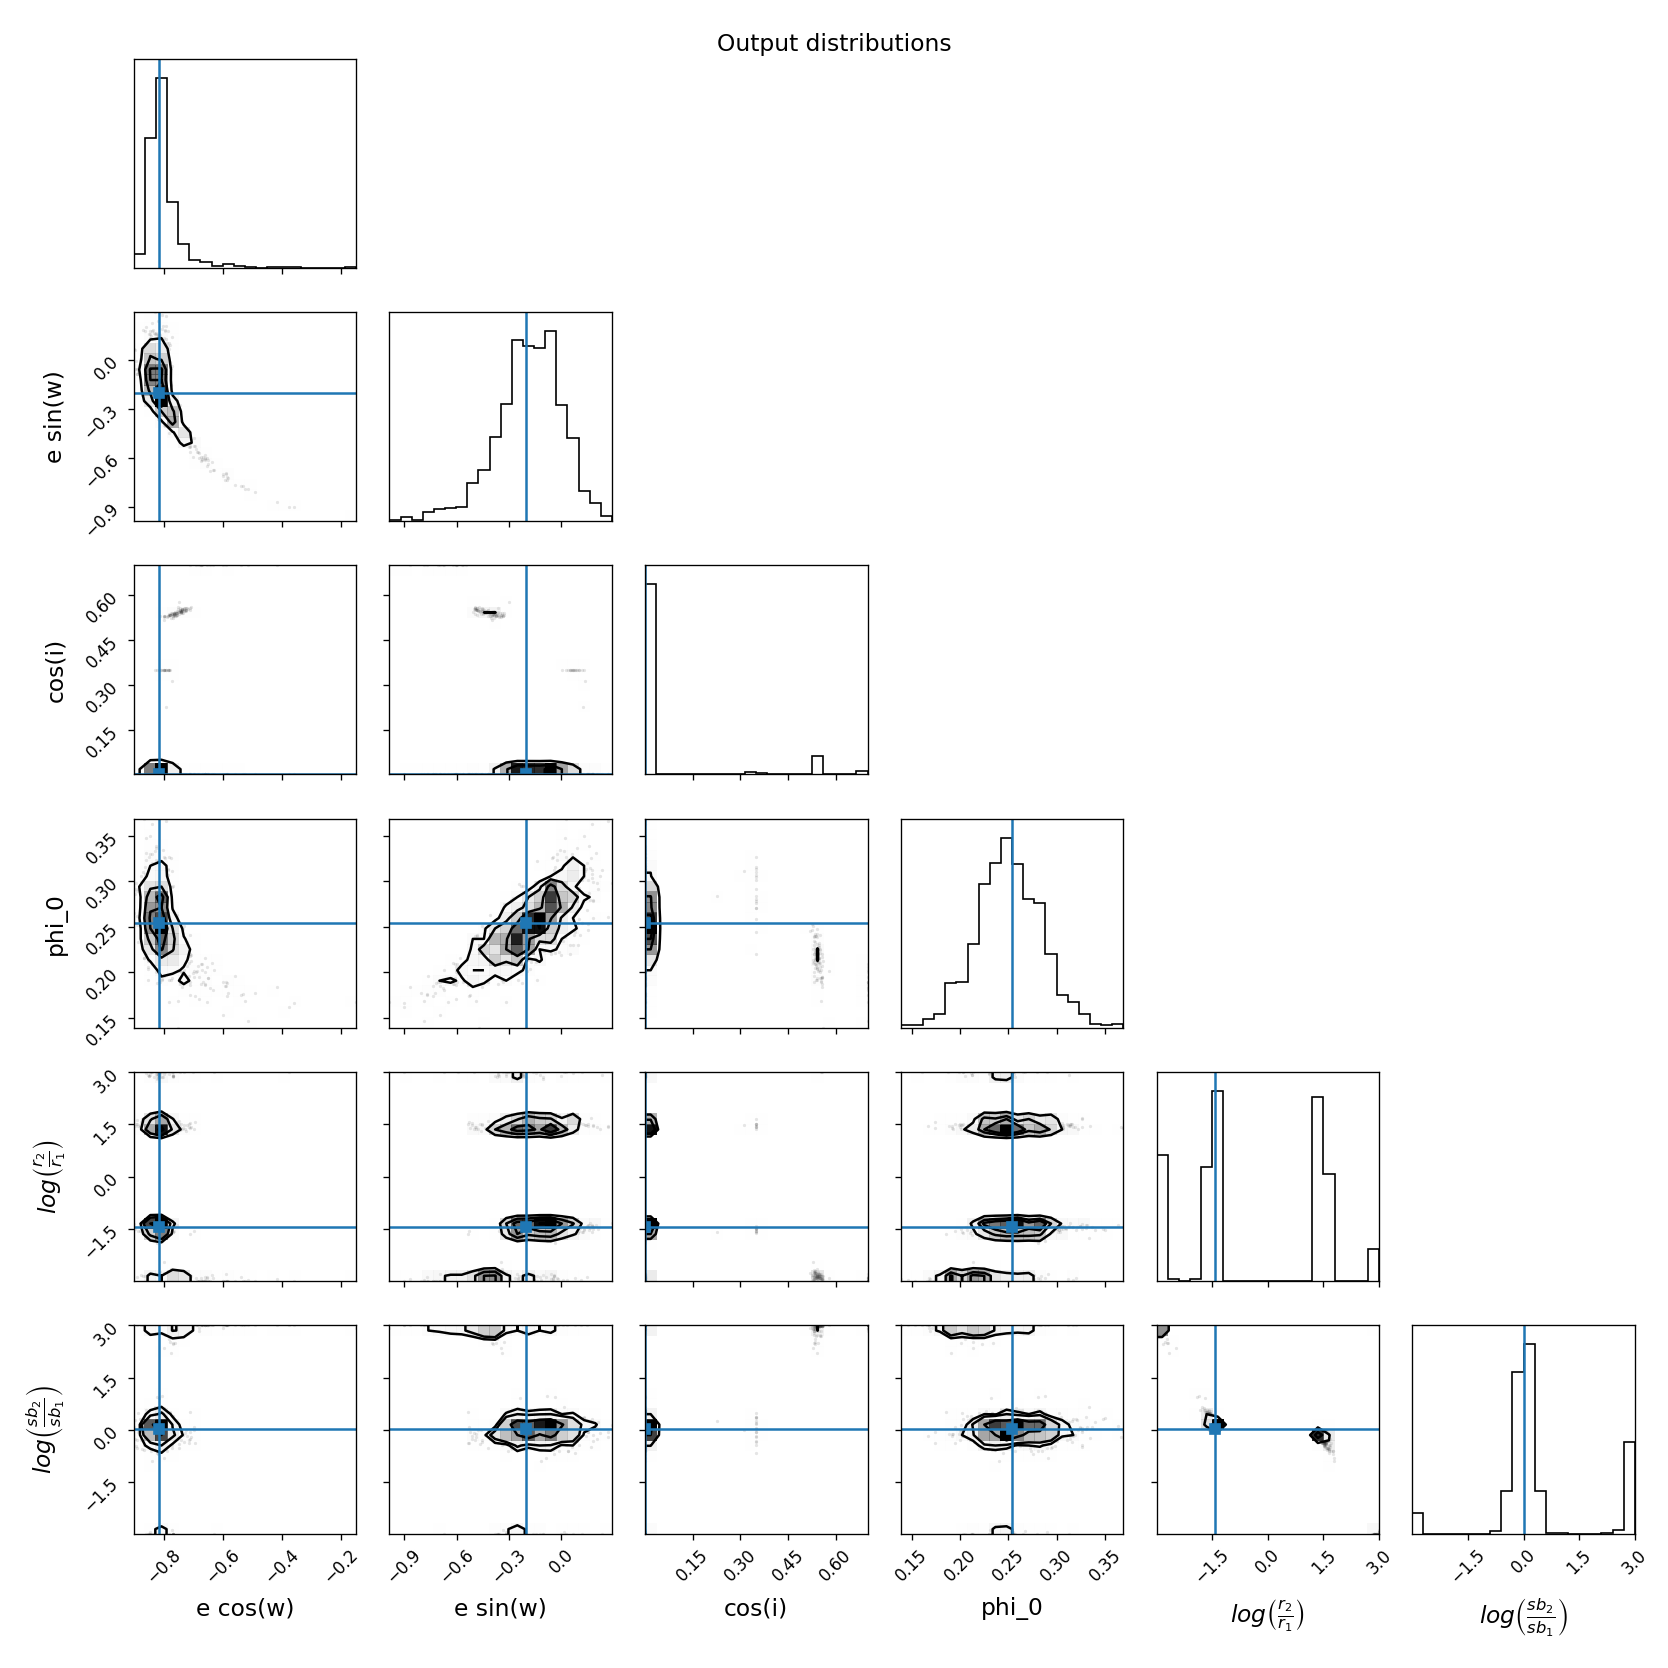 Output distributions
e sin(w)
0.0
−0.3
−0.6
−0.9
cos(i)
0.60
0.45
0.30
0.15
phi_0
0.35
0.30
0.25
0.20
0.15
log(r2/r1)
3.0
1.5
0.0
−1.5
log(sb2/sb1)
3.0
1.5
0.0
−1.5
−0.8 −0.6 −0.4 −0.2 −0.9 −0.6 −0.3 0.0 0.15 0.30 0.45 0.60 0.15 0.20 0.25 0.30 0.35 −1.5 0.0 1.5 3.0 −1.5 0.0 1.5 3.0
e cos(w) e sin(w) cos(i) phi_0 log(r2/r1) log(sb2/sb1)